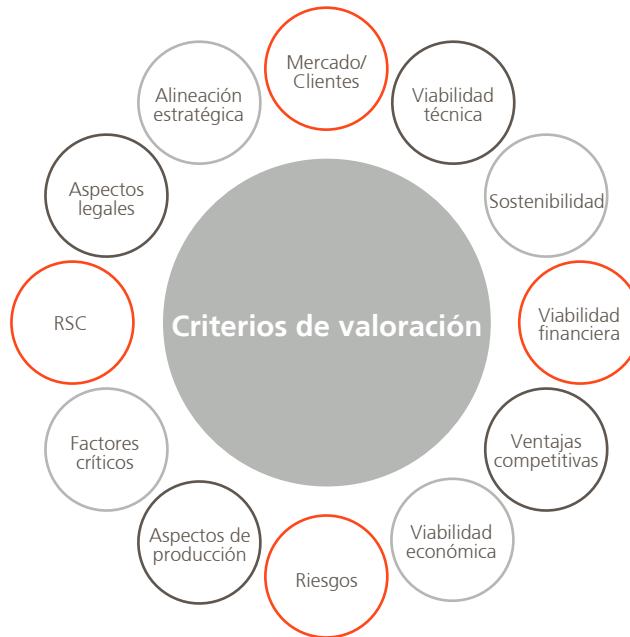 Mercado/
Clientes
Viabilidad
técnica
Sostenibilidad
Viabilidad
financiera
Ventajas
competitivas
Viabilidad
económica
Riesgos
Aspectos de
producción
Factores
críticos
RSC
Aspectos
legales
Alineación
estratégica
Criterios de valoración